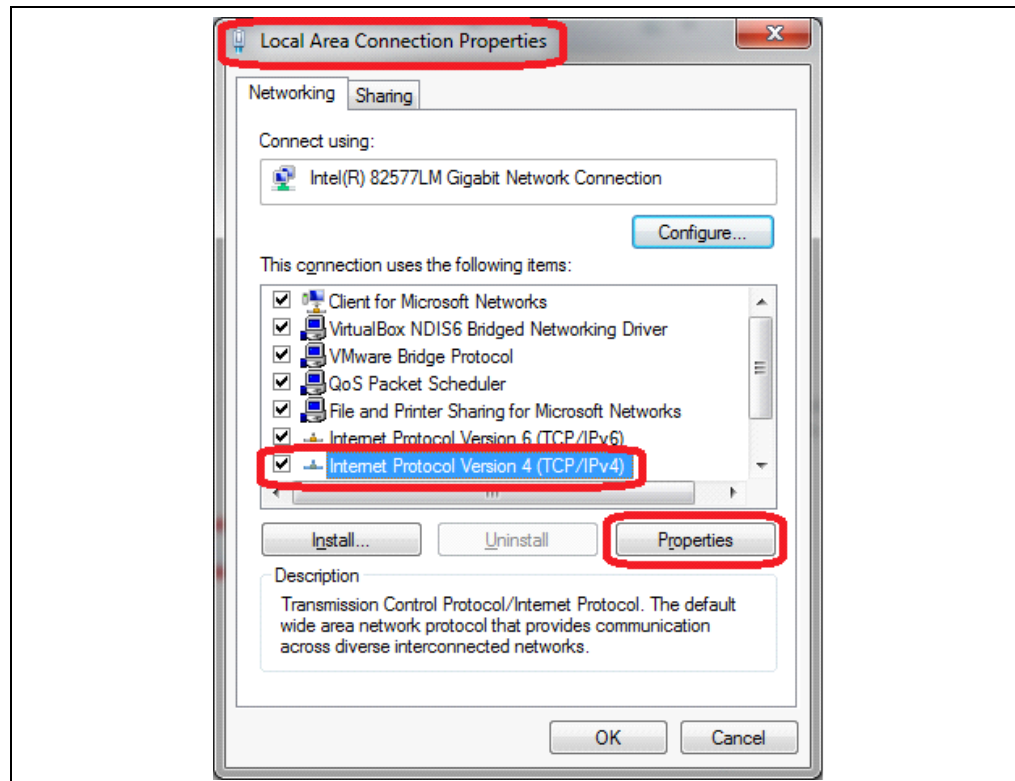 Local Area Connection Properties
Networking
Sharing
Connect using:
Intel(R) 82577LM Gigabit Network Connection
Configure...
This connection uses the following items:
Client for Microsoft Networks
VirtualBox NDIS6 Bridged Networking Driver
VMware Bridge Protocol
QoS Packet Scheduler
File and Printer Sharing for Microsoft Networks
Internet Protocol Version 6 (TCP/IPv6)
Internet Protocol Version 4 (TCP/IPv4)
Install...
Uninstall
Properties
Description
Transmission Control Protocol/Internet Protocol. The default
wide area network protocol that provides communication
across diverse interconnected networks.
OK
Cancel